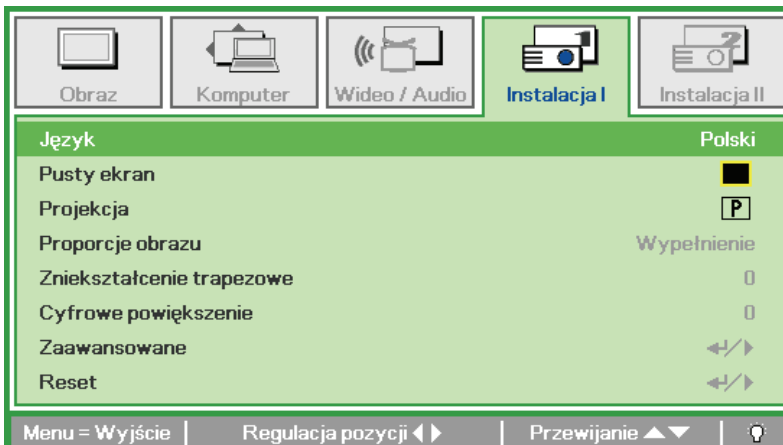 Obraz Komputer Wideo / Audio Instalacja I Instalacja II
Język Polski
Pusty ekran
Projekcja P
Proporcje obrazu Wypełnienie
Zniekształcenie trapezowe 0
Cyfrowe powiększenie 0
Zaawansowane
Reset
Menu = Wyjście Regulacja pozycji Przewijanie